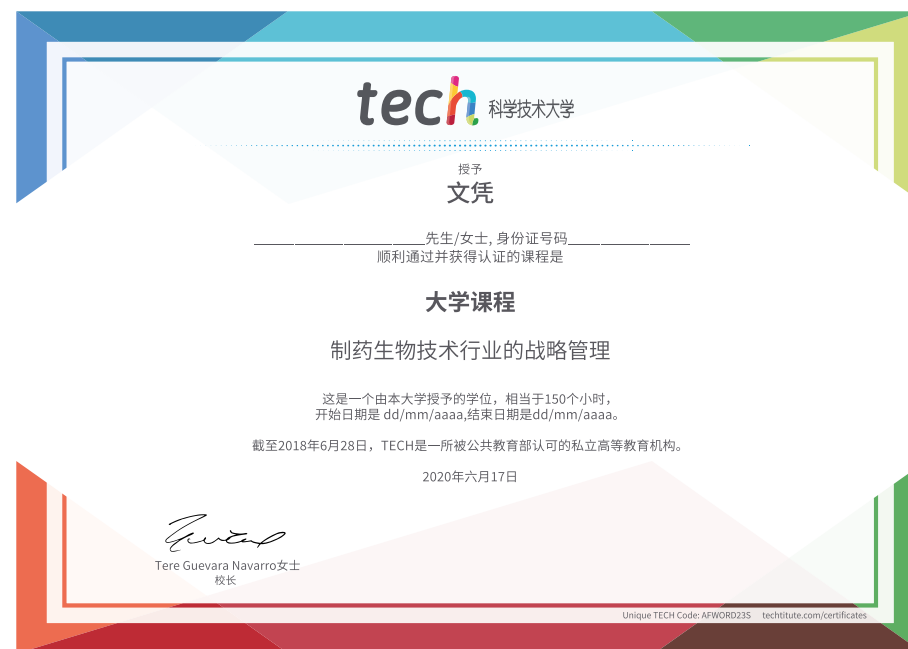 tech 科学技术大学
授予
文凭
______________________先生/女士, 身份证号码_______________
顺利通过并获得认证的课程是
大学课程
制药生物技术行业的战略管理
这是一个由本大学授予的学位，相当于150个小时，
开始日期是 dd/mm/aaaa,结束日期是dd/mm/aaaa。
截至2018年6月28日，TECH是一所被公共教育部认可的私立高等教育机构。
2020年六月17日
Tere Guevara Navarro女士
校长
Unique TECH Code: AFWORD23S techtitute.com/certificates